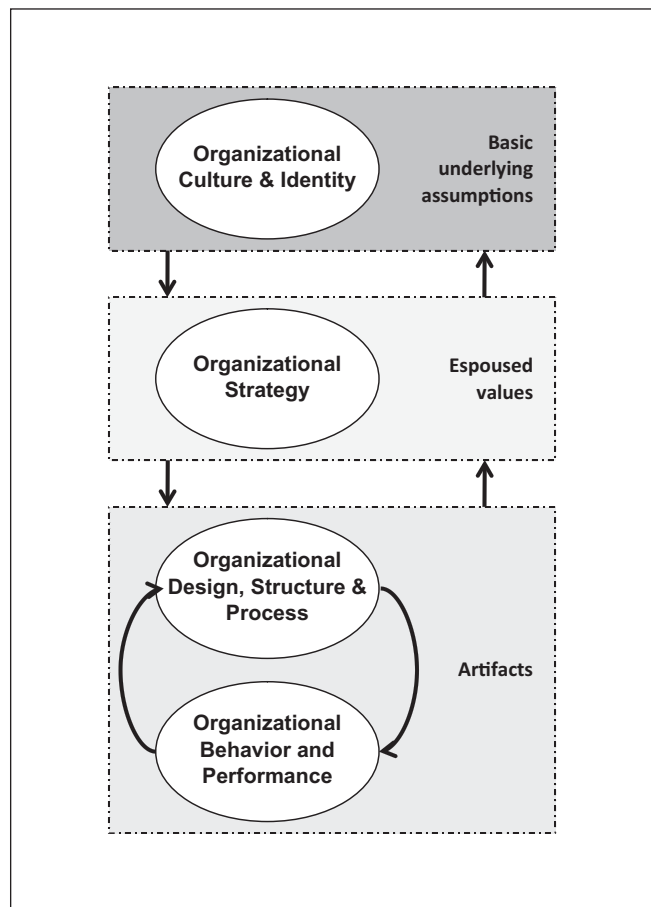 Organizational
Culture & Identity
Basic
underlying
assumptions
Organizational
Strategy
Espoused
values
Organizational
Design, Structure &
Process
Artifacts
Organizational
Behavior and
Performance